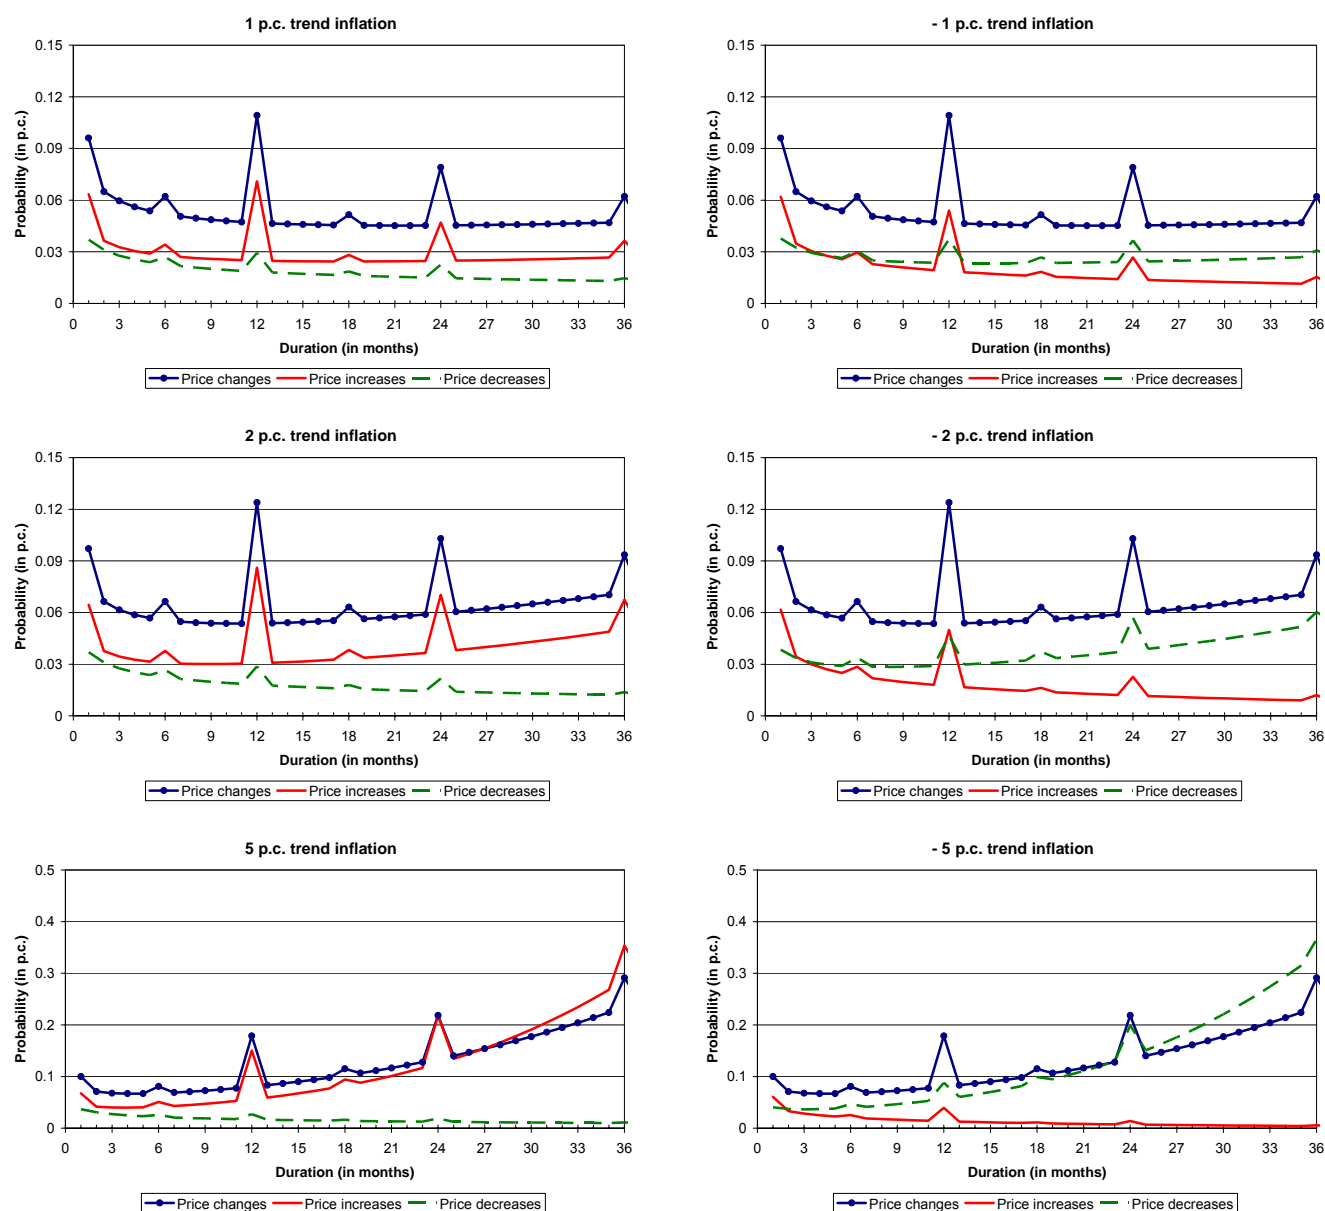 1 p.c. trend inflation
Probability (in p.c.)
0.15
0.12
0.09
0.06
0.03
0
0 3 6 9 12 15 18 21 24 27 30 33 36
Duration (in months)
Price changes Price increases Price decreases
- 1 p.c. trend inflation
Probability (in p.c.)
0.15
0.12
0.09
0.06
0.03
0
0 3 6 9 12 15 18 21 24 27 30 33 36
Duration (in months)
Price changes Price increases Price decreases
2 p.c. trend inflation
Probability (in p.c.)
0.15
0.12
0.09
0.06
0.03
0
0 3 6 9 12 15 18 21 24 27 30 33 36
Duration (in months)
Price changes Price increases Price decreases
- 2 p.c. trend inflation
Probability (in p.c.)
0.15
0.12
0.09
0.06
0.03
0
0 3 6 9 12 15 18 21 24 27 30 33 36
Duration (in months)
Price changes Price increases Price decreases
5 p.c. trend inflation
Probability (in p.c.)
0.5
0.4
0.3
0.2
0.1
0
0 3 6 9 12 15 18 21 24 27 30 33 36
Duration (in months)
Price changes Price increases Price decreases
- 5 p.c. trend inflation
Probability (in p.c.)
0.5
0.4
0.3
0.2
0.1
0
0 3 6 9 12 15 18 21 24 27 30 33 36
Duration (in months)
Price changes Price increases Price decreases